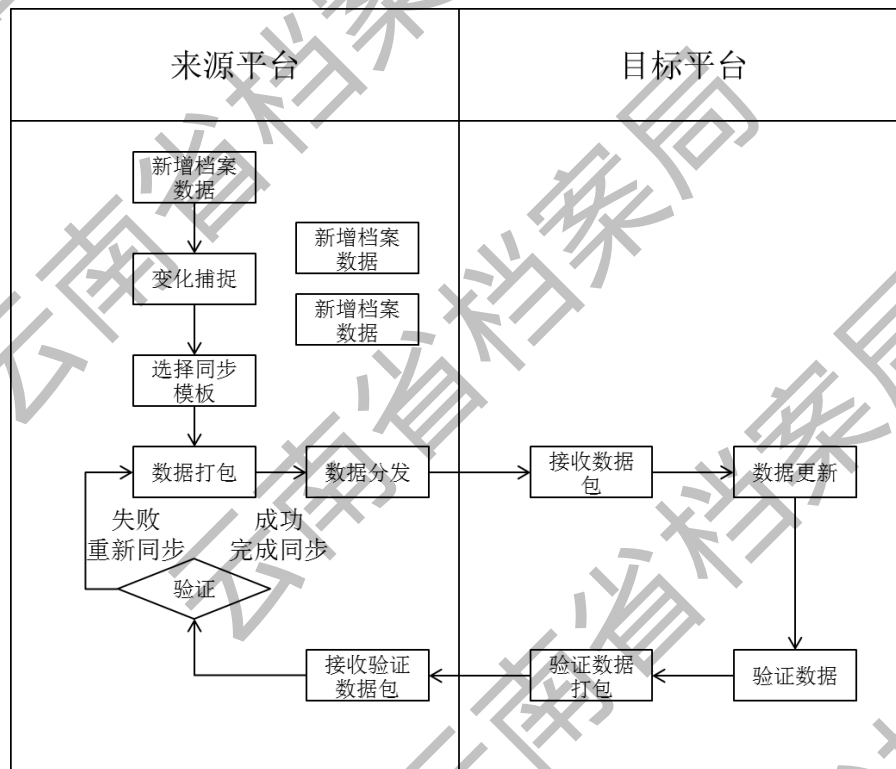 来源平台
目标平台
新增档案
数据
新增档案
数据
变化捕捉
新增档案
数据
选择同步
模板
数据打包
数据分发
接收数据
包
数据更新
失败
重新同步
成功
完成同步
验证
接收验证
数据包
验证数据
打包
验证数据
云南省档案局
云南省档案局
云南省档案局